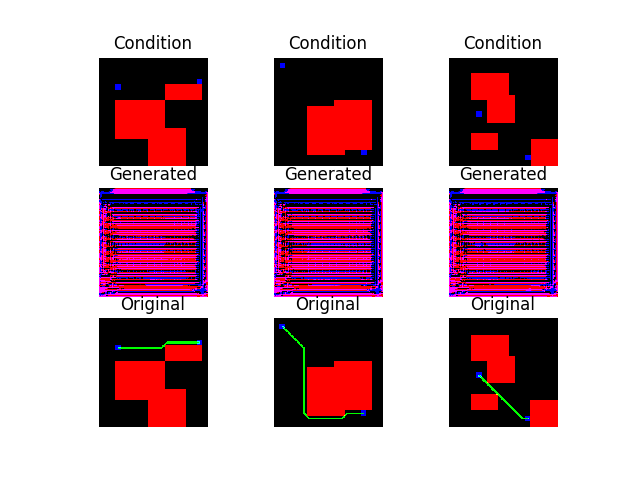 Condition Condition Condition
Generated Generated Generated
Original Original Original